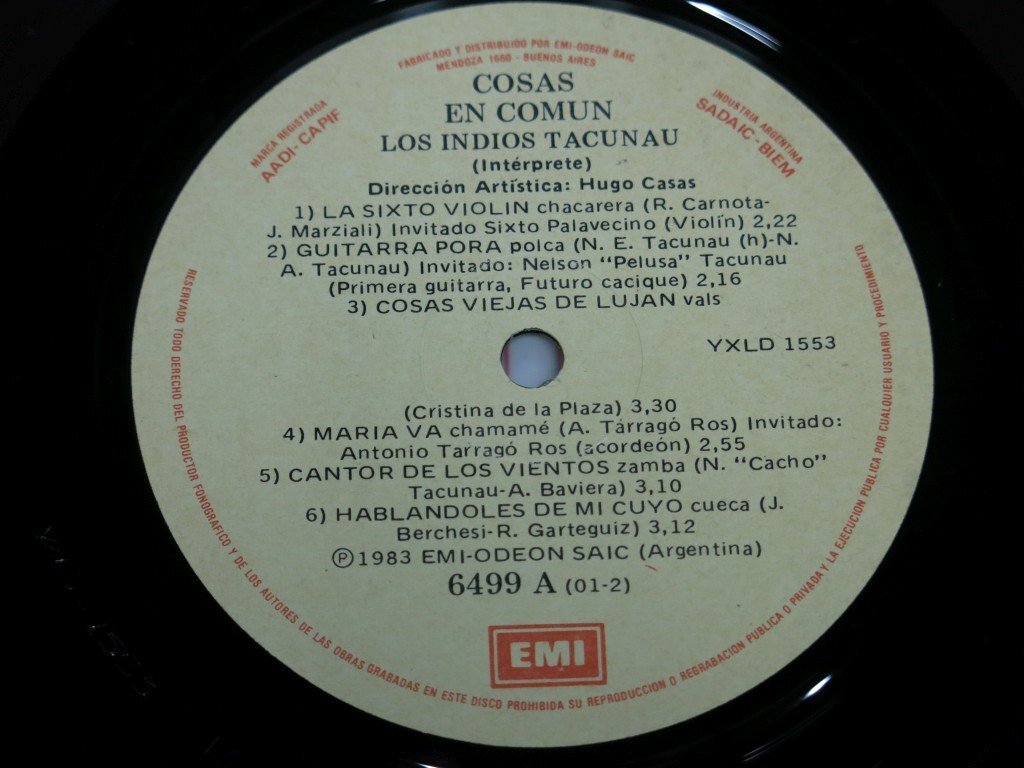 FABRICADO Y DISTRIBUIDO POR EMI-ODEON SAIC
MENDOZA 1660 - BUENOS AIRES
COSAS
EN COMUN
LOS INDIOS TACUNAU
(Intérprete)
MARCA REGISTRADA
AADI-CAPIF
INDUSTRIA ARGENTINA
SADAIC-BIEM
Dirección Artística: Hugo Casas
1) LA SIXTO VIOLIN chacarera (R. Carnota-
J. Marziali) Invitado Sixto Palavecino (Violín) 2,22
2) GUITARRA PORA polca (N. E. Tacunau (h)-N.
A. Tacunau) Invitado: Nelson "Pelusa" Tacunau
(Primera guitarra, Futuro cacique) 2,16
3) COSAS VIEJAS DE LUJAN vals
YXLD 1553
(Cristina de la Plaza) 3,30
4) MARIA VA chamamé (A. Tárragó Ros) Invitado:
Antonio Tarragó Ros (acordeón) 2,55
5) CANTOR DE LOS VIENTOS zamba (N. "Cacho"
Tacunau-A. Baviera) 3,10
6) HABLANDOLES DE MI CUYO cueca (J.
Berchesi-R. Garteguiz) 3,12
Ⓟ1983 EMI-ODEON SAIC (Argentina)
6499 A (01-2)
EMI
RESERVADO TODO DERECHO DEL PRODUCTOR FONOGRAFICO Y DE LOS AUTORES DE LAS OBRAS GRABADAS EN ESTE DISCO PROHIBIDA SU REPRODUCCION O REGRABACION PUBLICA O PRIVADA Y LA EJECUCION PUBLICA POR CUALQUIER USUARIO Y PROCEDIMIENTO